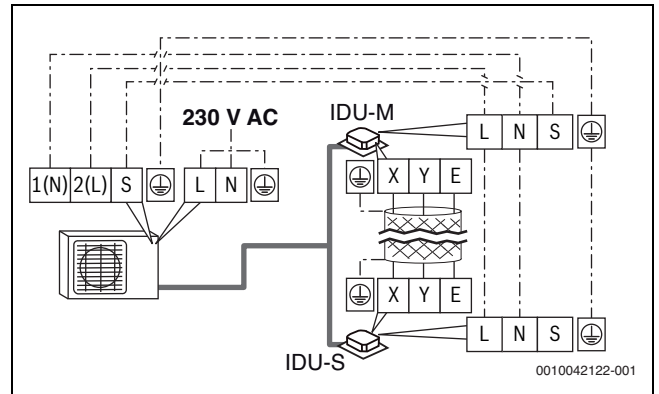 230 V AC
IDU-M
L N S
1(N) 2(L) S L N
X Y E
X Y E
L N S
IDU-S
0010042122-001